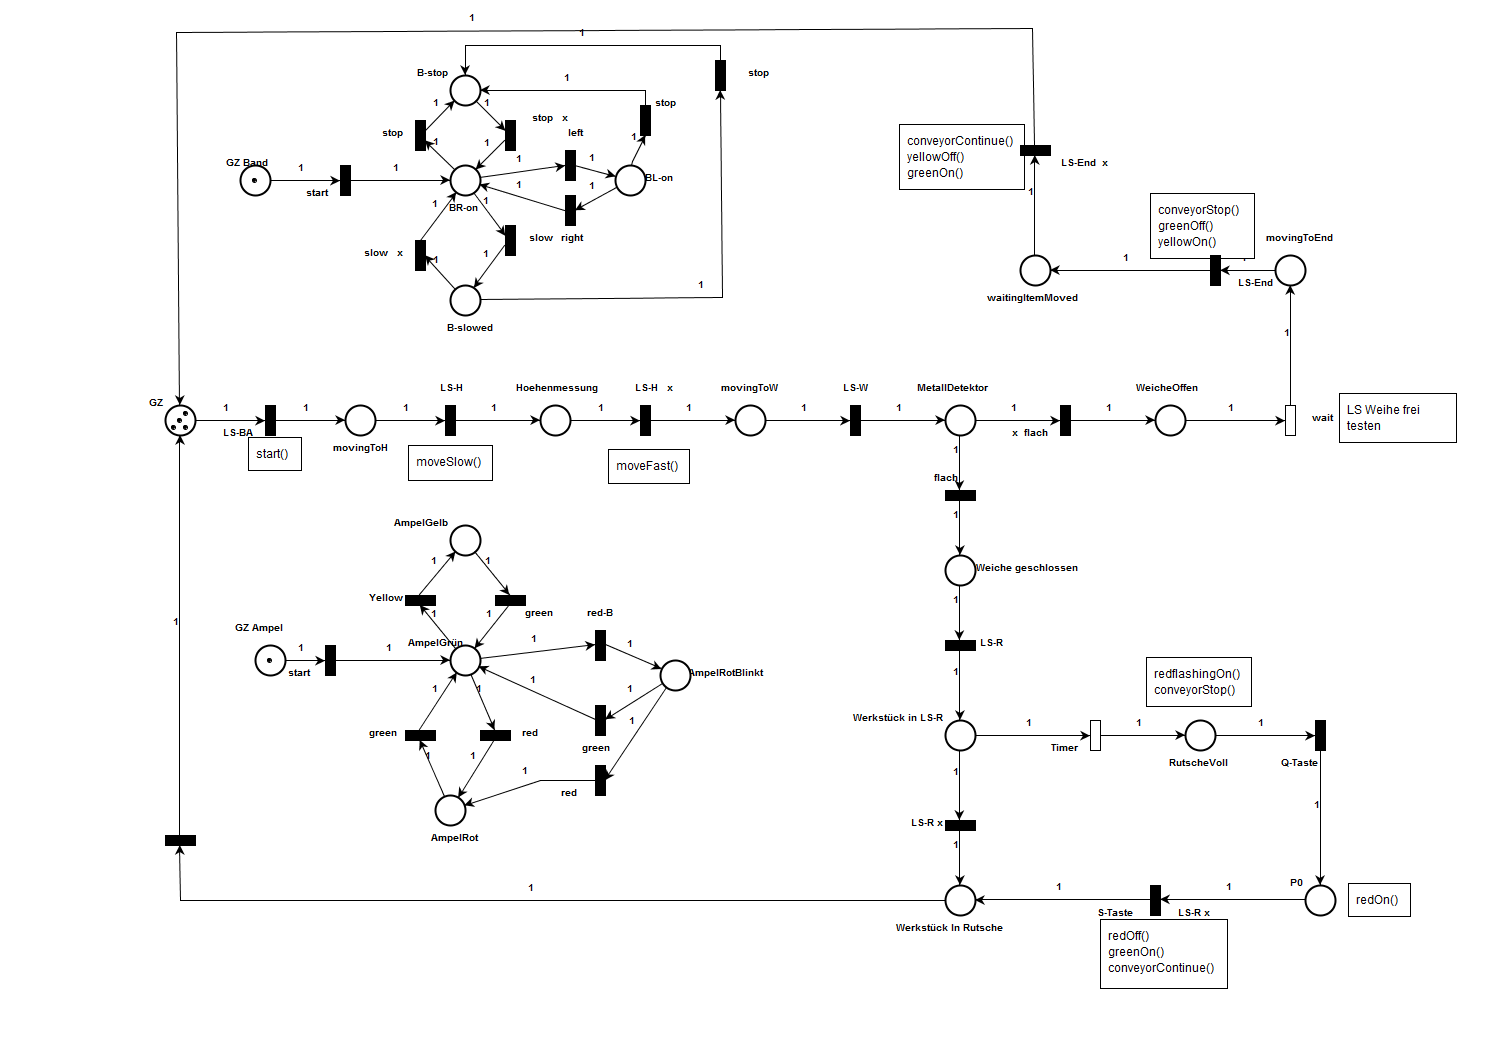 1
1
B-stop
stop
1
1
1
stop
stop x
left
stop
1
1
1
1
1
conveyorContinue()
yellowOff()
greenOn()
LS-End x
GZ Band
1
start
1
BR-on
1
1
BL-on
1
1
1
conveyorStop()
greenOff()
yellowOn()
slow x
1
1
slow right
movingToEnd
1
1
LS-End
waitingItemMoved
B-slowed
1
LS-H
Hoehenmessung
LS-H x
movingToW
LS-W
MetallDetektor
WeicheOffen
GZ
1
1
1
1
1
1
1
1
1
1
1
wait
LS Weihe frei
testen
LS-BA
movingToH
x flach
start()
moveSlow()
moveFast()
1
flach
1
AmpelGelb
1
1
Weiche geschlossen
Yellow
1
1
green
red-B
1
1
GZ Ampel
1
start
1
AmpelGrün
1
1
LS-R
AmpelRotBlinkt
1
1
1
1
1
1
redflashingOn()
conveyorStop()
green
red
green
1
1
1
red
1
AmpelRot
Werkstück in LS-R
1
1
1
Timer
RutscheVoll
Q-Taste
1
1
LS-R x
1
1
1
1
P0
redOn()
S-Taste
LS-R x
Werkstück In Rutsche
redOff()
greenOn()
conveyorContinue()